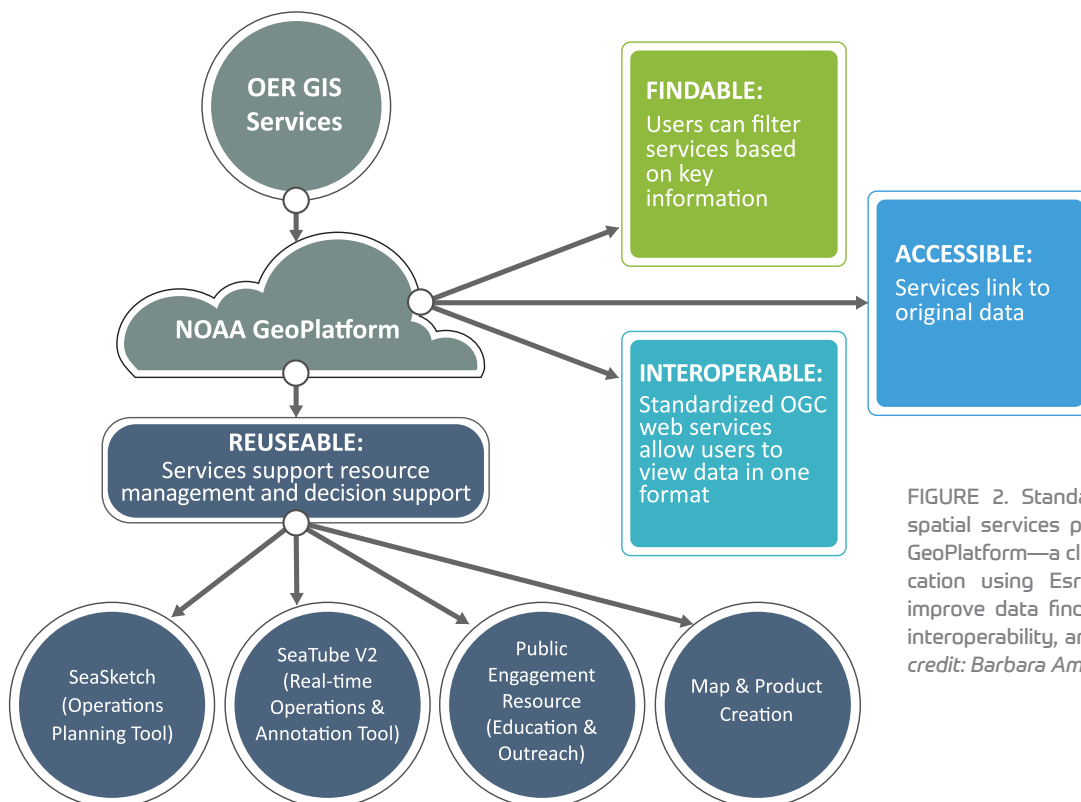 OER GIS
Services
FINDABLE:
Users can filter
services based
on key
information
ACCESSIBLE:
Services link to
original data
NOAA GeoPlatform
INTEROPERABLE:
Standardized OGC
web services
allow users to
view data in one
format
REUSEABLE:
Services support resource
management and decision support
SeaSketch
(Operations
Planning Tool)
SeaTube V2
(Real-time
Operations &
Annotation Tool)
Public
Engagement
Resource
(Education &
Outreach)
Map & Product
Creation
FIGURE 2. Standa
spatial services p
GeoPlatform—a cl
cation using Esr
improve data find
interoperability, an
credit: Barbara Am